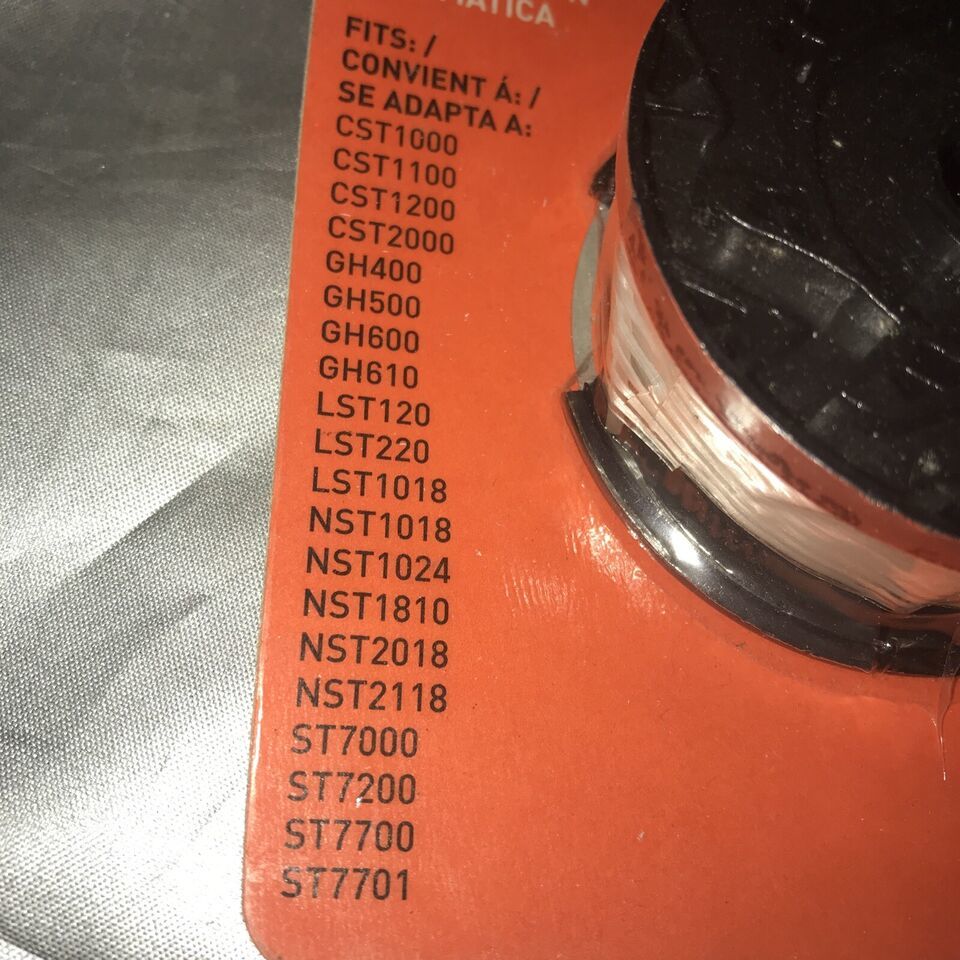 FITS: /
CONVIENT Á: /
SE ADAPTA A:
CST1000
CST1100
CST1200
CST2000
GH400
GH500
GH600
GH610
LST120
LST220
LST1018
NST1018
NST1024
NST1810
NST2018
NST2118
ST7000
ST7200
ST7700
ST7701